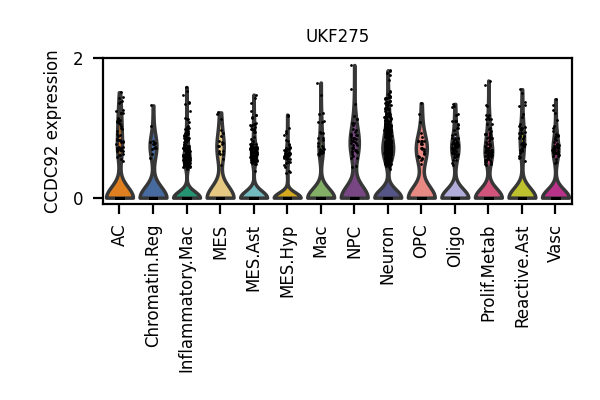 UKF275
CCDC92 expression
2
0
AC
Chromatin.Reg
Inflammatory.Mac
MES
MES.Ast
MES.Hyp
Mac
NPC
Neuron
OPC
Oligo
Prolif.Metab
Reactive.Ast
Vasc